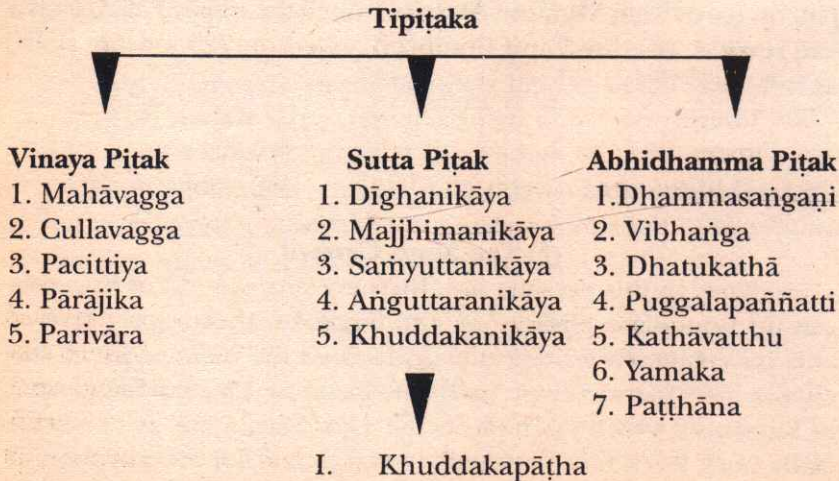 Tipiṭaka
Vinaya Piṭak
1. Mahāvagga
2. Cullavagga
3. Pacittiya
4. Pārājika
5. Parivāra
Sutta Piṭak
1. Dīghanikāya
2. Majjhimanikāya
3. Saṁyuttanikāya
4. Aṅguttaranikāya
5. Khuddakanikāya
I. Khuddakapāṭha
Abhidhamma Piṭak
1.Dhammasaṅgaṇi
2. Vibhaṅga
3. Dhatukathā
4. Puggalapaññatti
5. Kathāvatthu
6. Yamaka
7. Paṭṭhāna